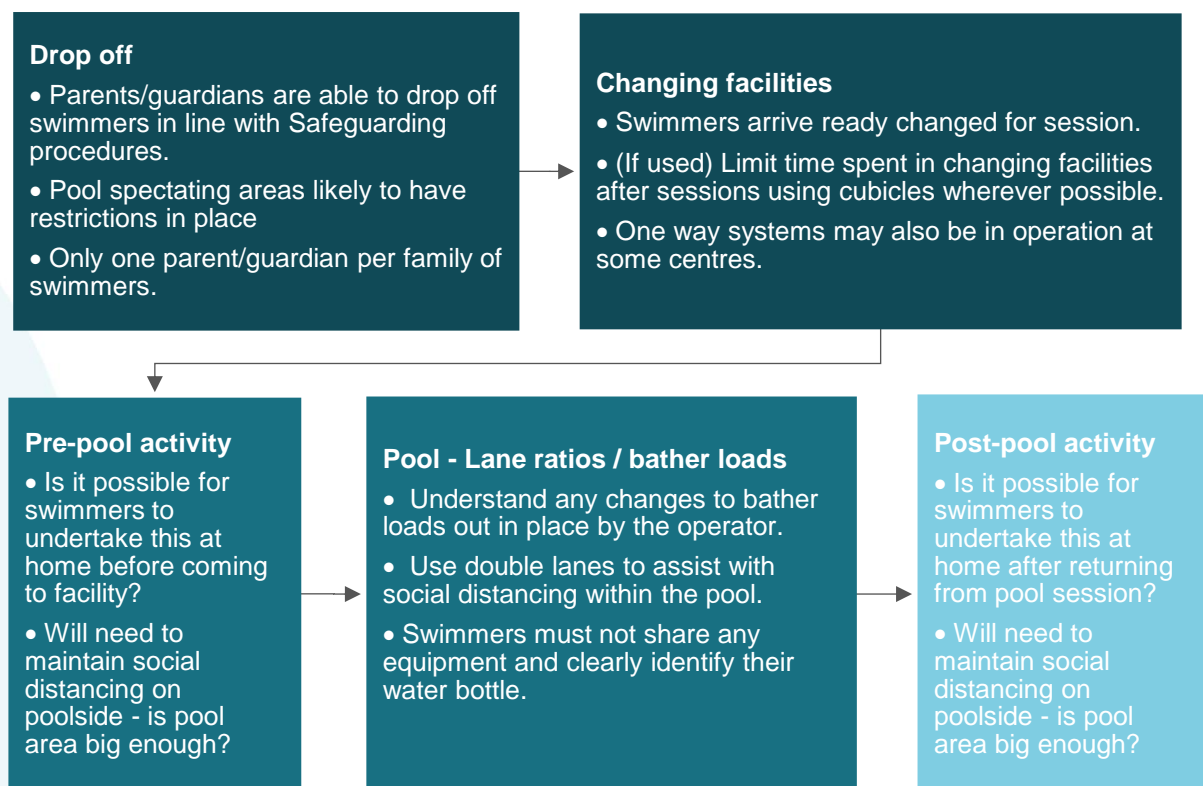 Drop off
• Parents/guardians are able to drop off
swimmers in line with Safeguarding
procedures.
• Pool spectating areas likely to have
restrictions in place
• Only one parent/guardian per family of
swimmers.
Changing facilities
• Swimmers arrive ready changed for session.
• (If used) Limit time spent in changing facilities
after sessions using cubicles wherever possible.
• One way systems may also be in operation at
some centres.
Pre-pool activity
• Is it possible for
swimmers to
undertake this at
home before coming
to facility?
• Will need to
maintain social
distancing on
poolside - is pool
area big enough?
Pool - Lane ratios / bather loads
• Understand any changes to bather
loads out in place by the operator.
• Use double lanes to assist with
social distancing within the pool.
• Swimmers must not share any
equipment and clearly identify their
water bottle.
Post-pool activity
• Is it possible for
swimmers to
undertake this at
home after returning
from pool session?
• Will need to
maintain social
distancing on
poolside - is pool
area big enough?